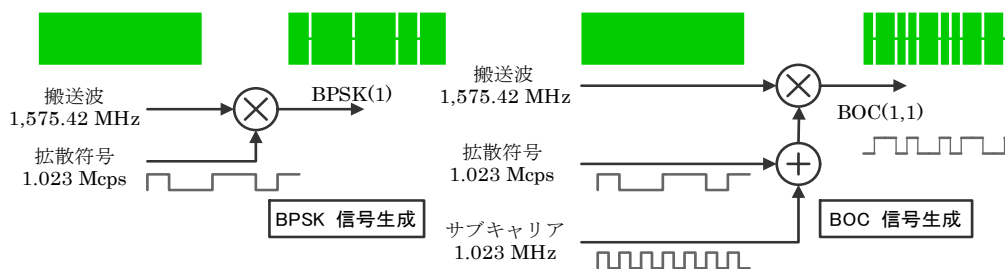 搬送波
1,575.42 MHz
BPSK(1)
拡散符号
1.023 Mcps
BPSK 信号生成
搬送波
1,575.42 MHz
BOC(1,1)
拡散符号
1.023 Mcps
サブキャリア
1.023 MHz
BOC 信号生成